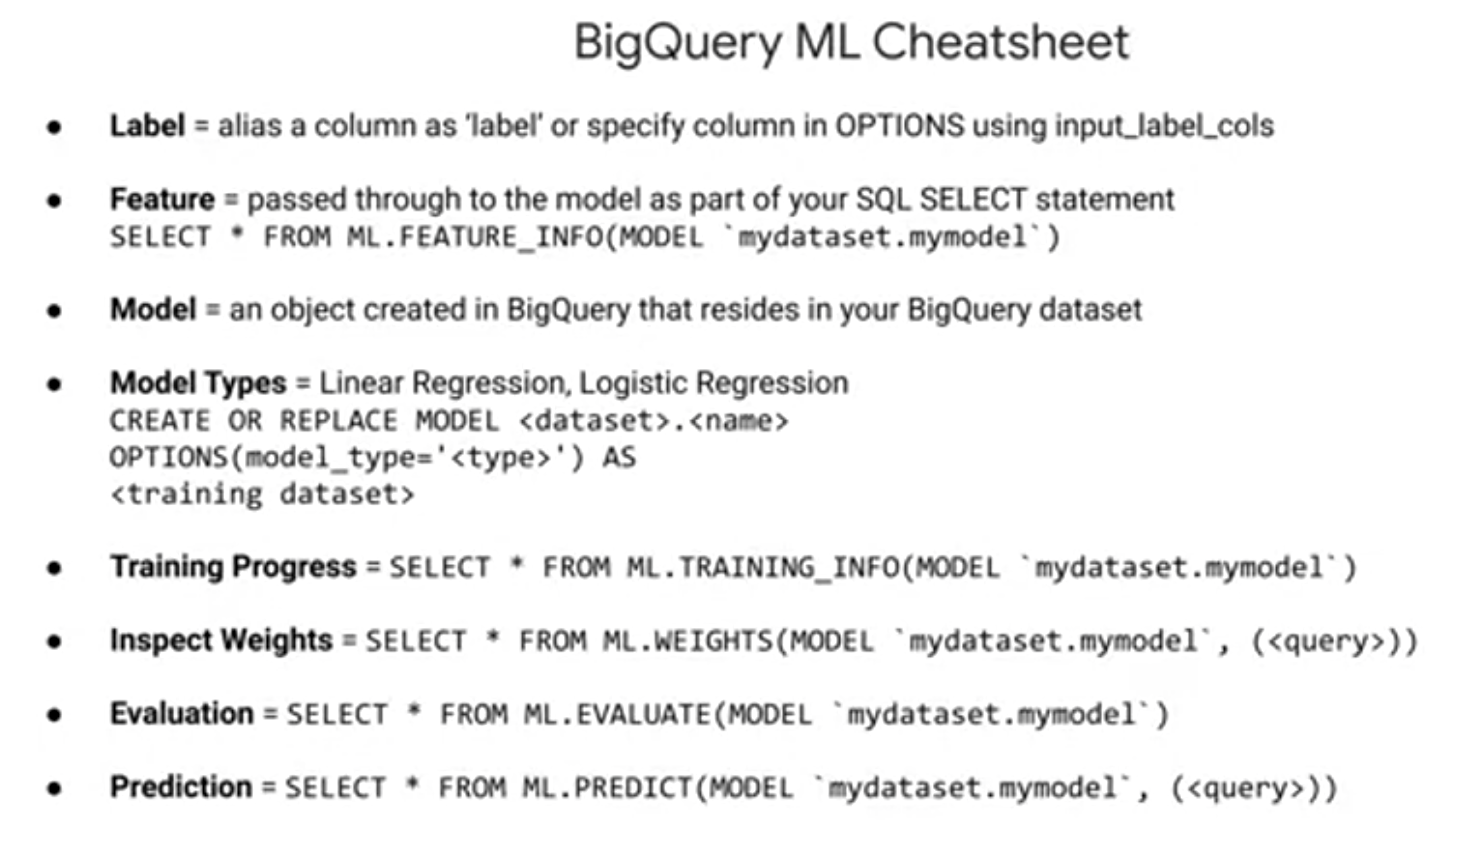 BigQuery ML Cheatsheet
● Label = alias a column as ‘label’ or specify column in OPTIONS using input_label_cols
● Feature = passed through to the model as part of your SQL SELECT statement
SELECT * FROM ML.FEATURE_INFO(MODEL `mydataset.mymodel`)
● Model = an object created in BigQuery that resides in your BigQuery dataset
● Model Types = Linear Regression, Logistic Regression
CREATE OR REPLACE MODEL <dataset>.<name>
OPTIONS(model_type='<type>') AS
<training dataset>
● Training Progress = SELECT * FROM ML.TRAINING_INFO(MODEL `mydataset.mymodel`)
● Inspect Weights = SELECT * FROM ML.WEIGHTS(MODEL `mydataset.mymodel`, (<query>))
● Evaluation = SELECT * FROM ML.EVALUATE(MODEL `mydataset.mymodel`)
● Prediction = SELECT * FROM ML.PREDICT(MODEL `mydataset.mymodel`, (<query>))